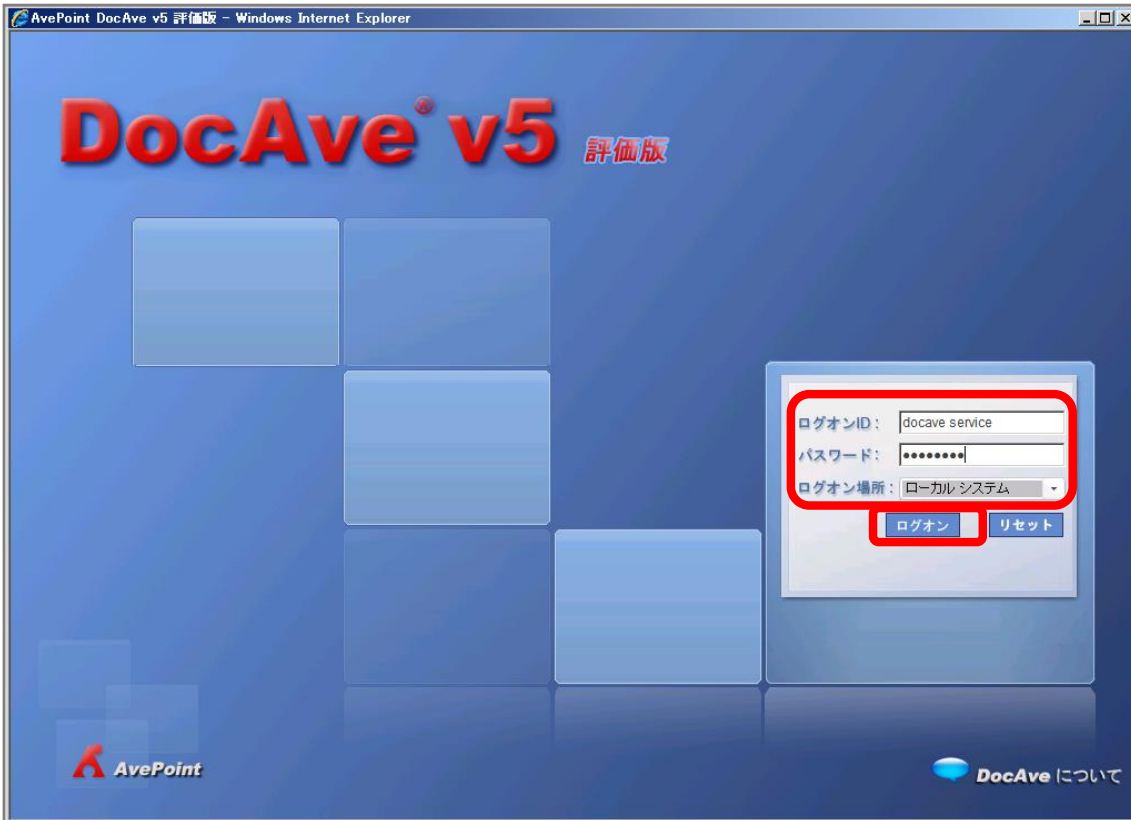 AvePoint DocAve v5 評価版 - Windows Internet Explorer
DocAve® v5 評価版
ログオンID： docave service
パスワード： ••••••••
ログオン場所： ローカル システム
ログオン リセット
AvePoint
DocAve について